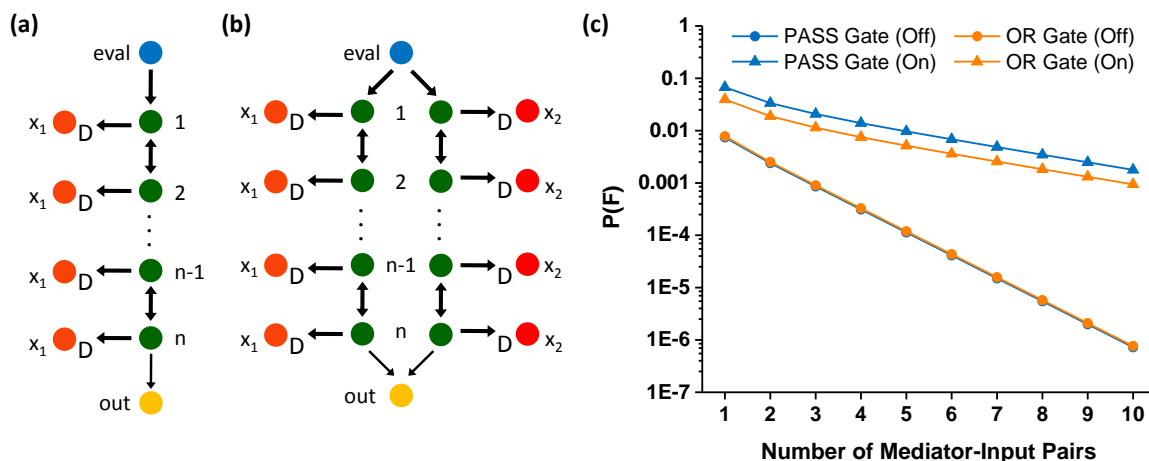 (a)
eval
x1 D 1
x1 D 2
x1 D n-1
x1 D n
out
(b)
eval
x1 D 1 D x2
x1 D 2 D x2
x1 D n-1 D x2
x1 D n D x2
out
(c)
PASS Gate (Off) OR Gate (Off)
PASS Gate (On) OR Gate (On)
P(F)
1
0.1
0.01
0.001
1E-4
1E-5
1E-6
1E-7
1 2 3 4 5 6 7 8 9 10
Number of Mediator-Input Pairs